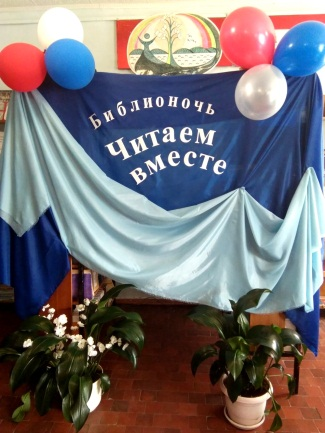 Библионочь
Читаем
вместе